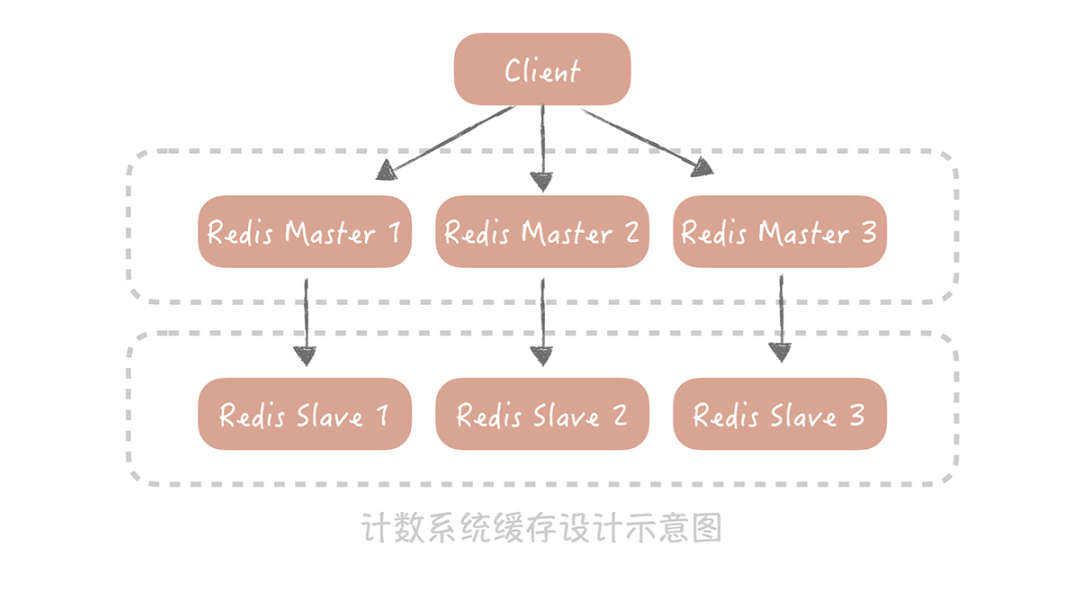 Client
Redis Master 1
Redis Master 2
Redis Master 3
Redis Slave 1
Redis Slave 2
Redis Slave 3
计数系统缓存设计示意图